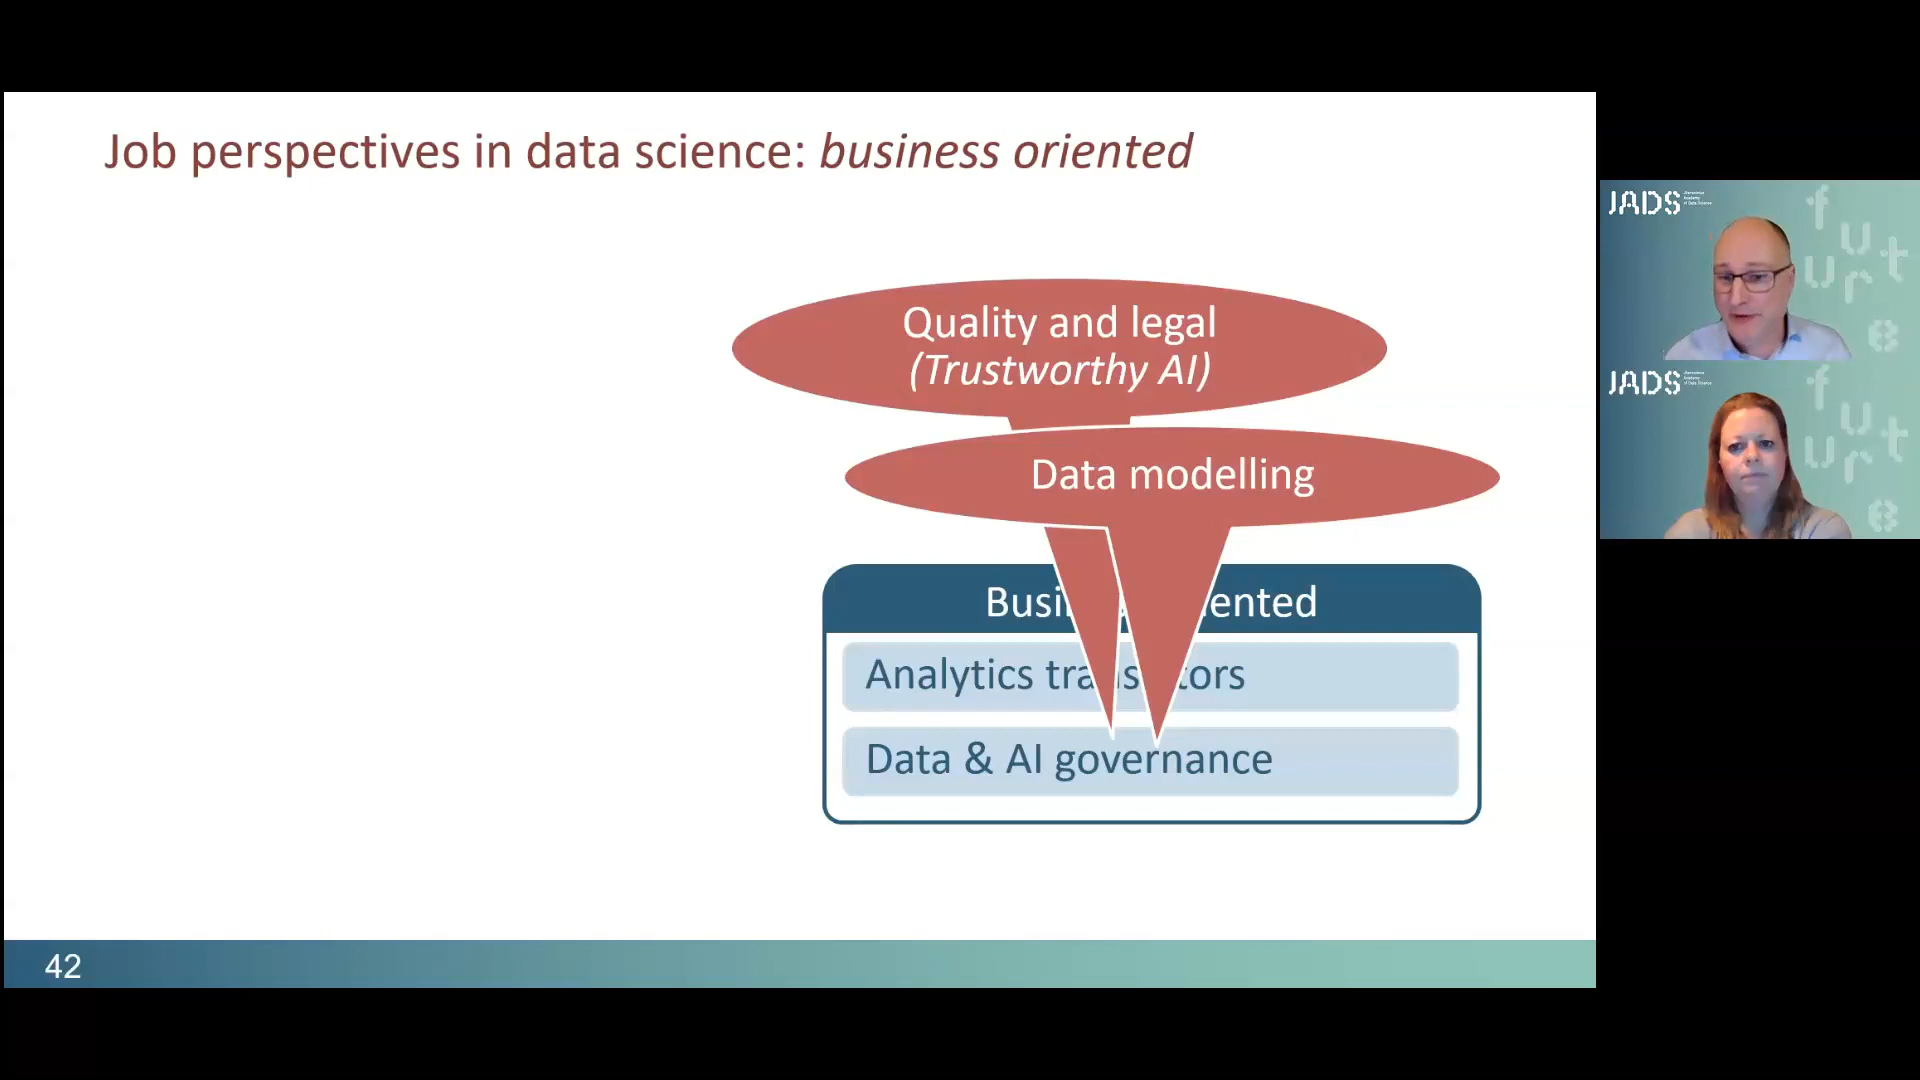 Job perspectives in data science: business oriented
Quality and legal
(Trustworthy AI)
Data modelling
Busi ented
Analytics tra s tors
Data & AI governance
42
JADS
JADS